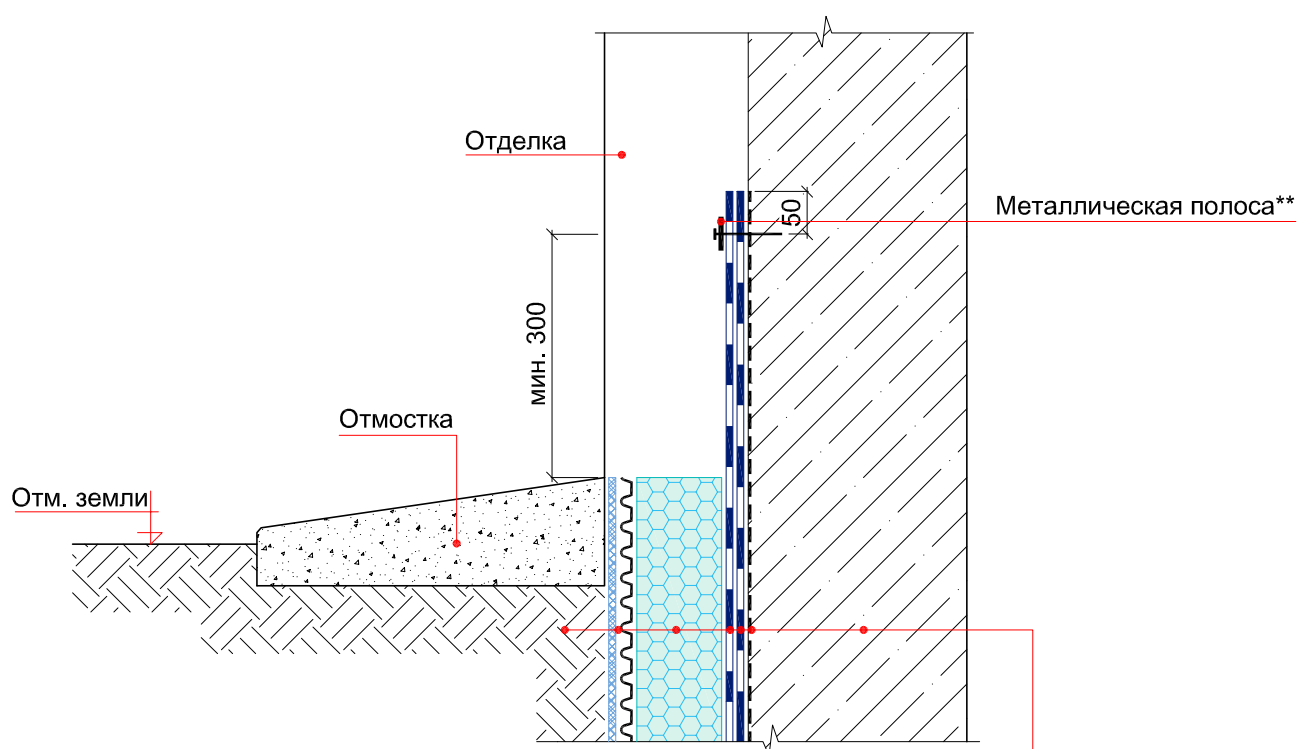 Отделка
50
Металлическая полоса**
мин. 300
Отмостка
Отм. земли